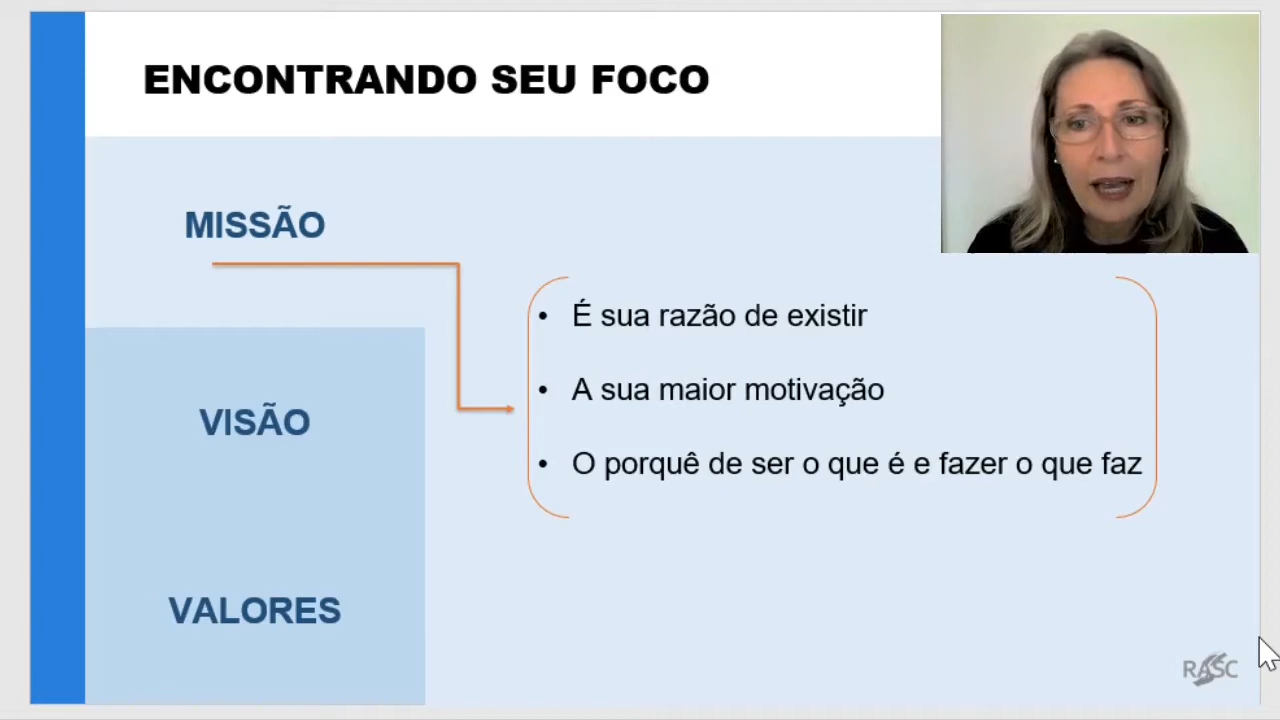 ENCONTRANDO SEU FOCO
MISSÃO
• É sua razão de existir
• A sua maior motivação
• O porquê de ser o que é e fazer o que faz
VISÃO
VALORES
RASC